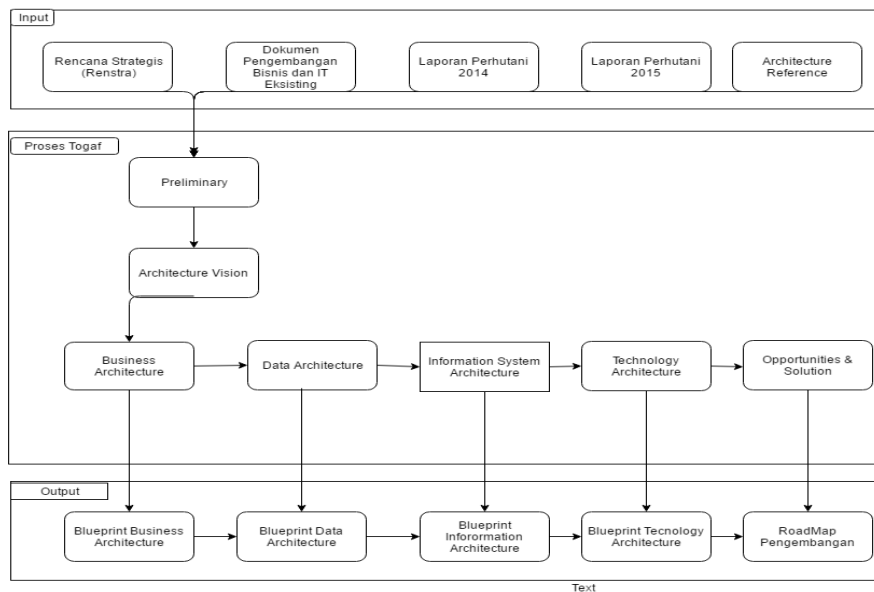 Input
Rencana Strategis
(Renstra)
Dokumen
Pengembangan
Bisnis dan IT
Eksisting
Laporan Perhutani
2014
Laporan Perhutani
2015
Architecture
Reference
Proses Togaf
Preliminary
Architecture Vision
Business
Architecture
Data Architecture
Information System
Architecture
Technology
Architecture
Opportunities &
Solution
Output
Blueprint Business
Architecture
Blueprint Data
Architecture
Blueprint
Inforormation
Architecture
Blueprint Tecnology
Architecture
RoadMap
Pengembangan
Text